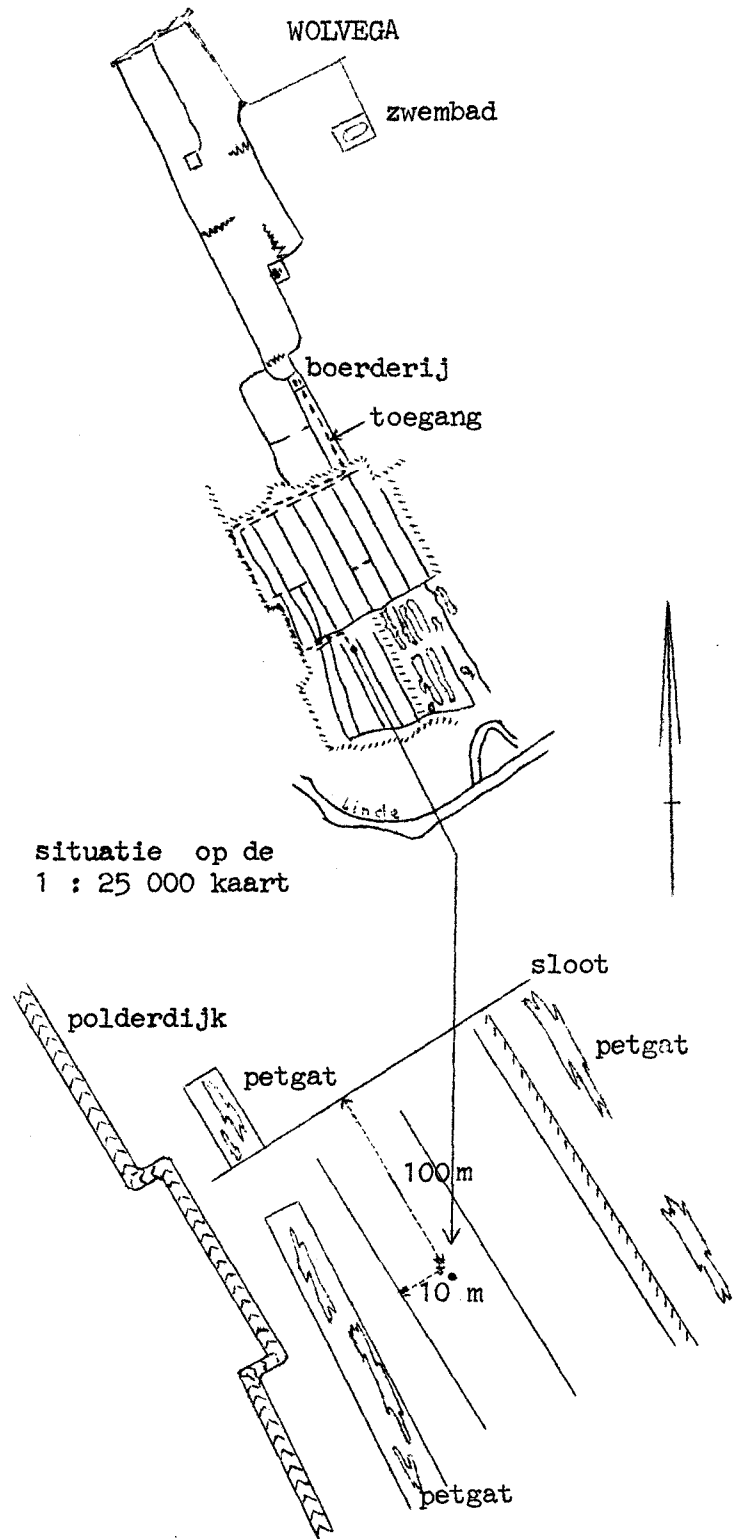 WOLVEGA
zwembad
boerderij
toegang
Linde
situatie op de
1 : 25 000 kaart
sloot
polderdijk
petgat
petgat
100 m
10 m
petgat